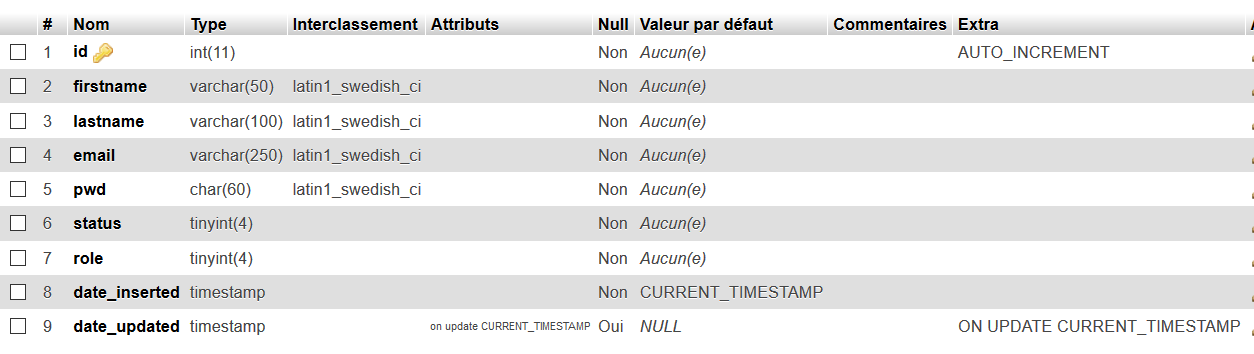 # Nom Type Interclassement Attributs Null Valeur par défaut Commentaires Extra
1 id int(11) Non Aucun(e) AUTO_INCREMENT
2 firstname varchar(50) latin1_swedish_ci Non Aucun(e)
3 lastname varchar(100) latin1_swedish_ci Non Aucun(e)
4 email varchar(250) latin1_swedish_ci Non Aucun(e)
5 pwd char(60) latin1_swedish_ci Non Aucun(e)
6 status tinyint(4) Non Aucun(e)
7 role tinyint(4) Non Aucun(e)
8 date_inserted timestamp Non CURRENT_TIMESTAMP
9 date_updated timestamp on update CURRENT_TIMESTAMP Oui NULL ON UPDATE CURRENT_TIMESTAMP